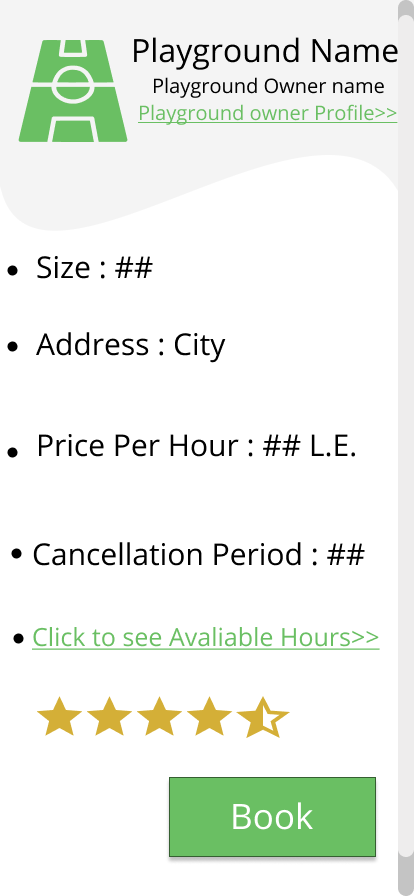 Playground Name
Playground Owner name
Playground owner Profile>>
Size : ##
Address : City
Price Per Hour : ## L.E.
Cancellation Period : ##
Click to see Avaliable Hours>>
Book